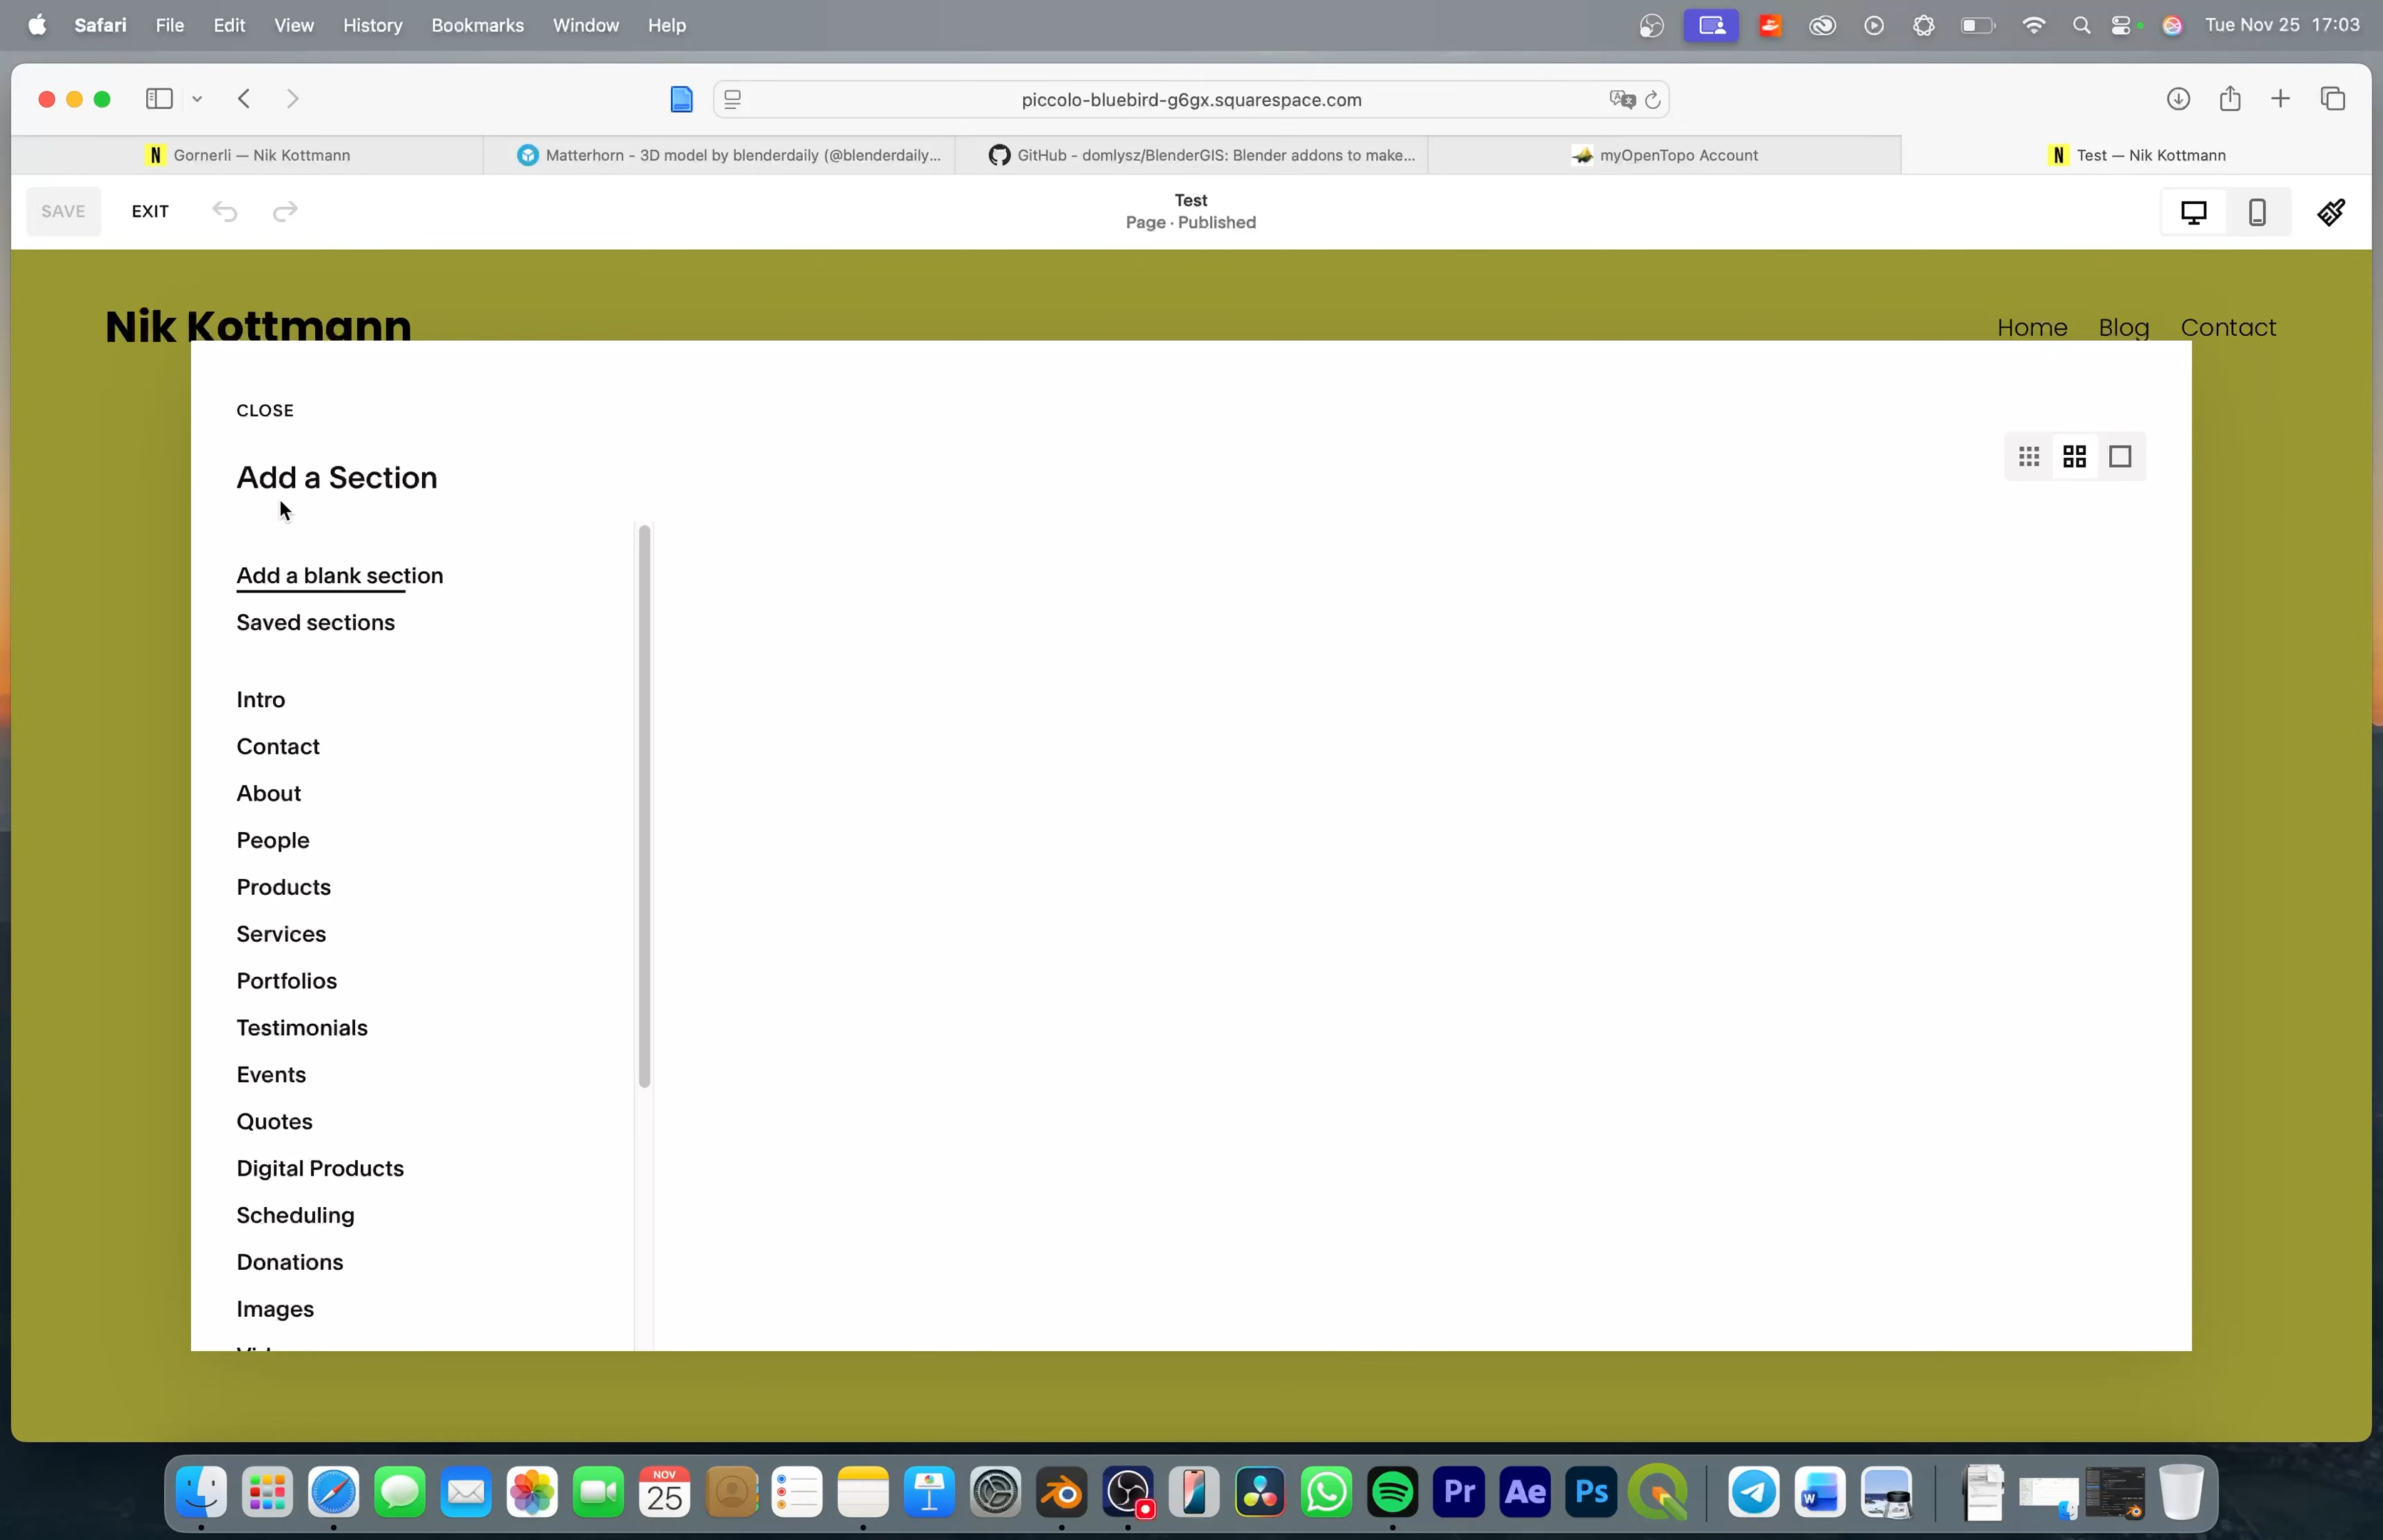 Safari File Edit View History Bookmarks Window Help Tue Nov 25 17:03
piccolo-bluebird-g6gx.squarespace.com
N Gornerli — Nik Kottmann Matterhorn - 3D model by blenderdaily (@blenderdaily... GitHub - domlysz/BlenderGIS: Blender addons to make... myOpenTopo Account N Test — Nik Kottmann
SAVE EXIT
Test
Page · Published
Nik Kottmann Home Blog Contact
CLOSE
Add a Section
Add a blank section
Saved sections
Intro
Contact
About
People
Products
Services
Portfolios
Testimonials
Events
Quotes
Digital Products
Scheduling
Donations
Images
NOV
25
Pr Ae Ps W